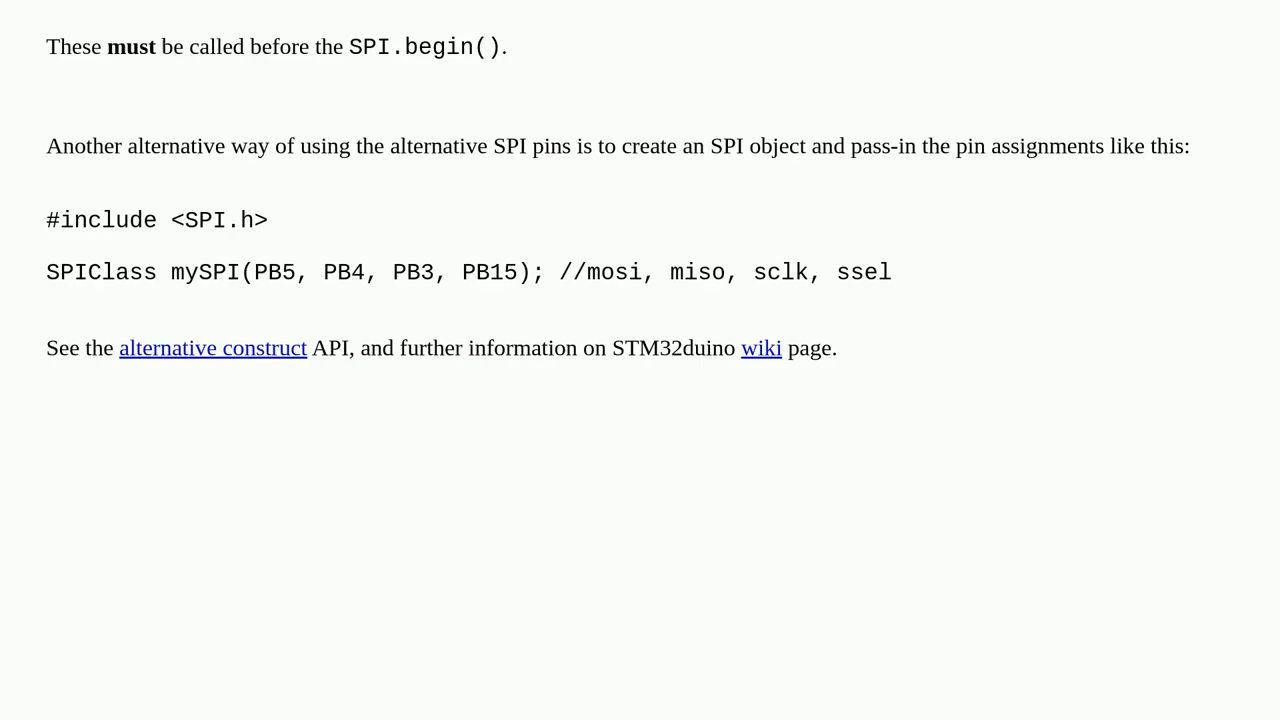 These must be called before the SPI.begin().
Another alternative way of using the alternative SPI pins is to create an SPI object and pass-in the pin assignments like this:
#include <SPI.h>
SPIClass mySPI(PB5, PB4, PB3, PB15); //mosi, miso, sclk, ssel
See the alternative construct API, and further information on STM32duino wiki page.